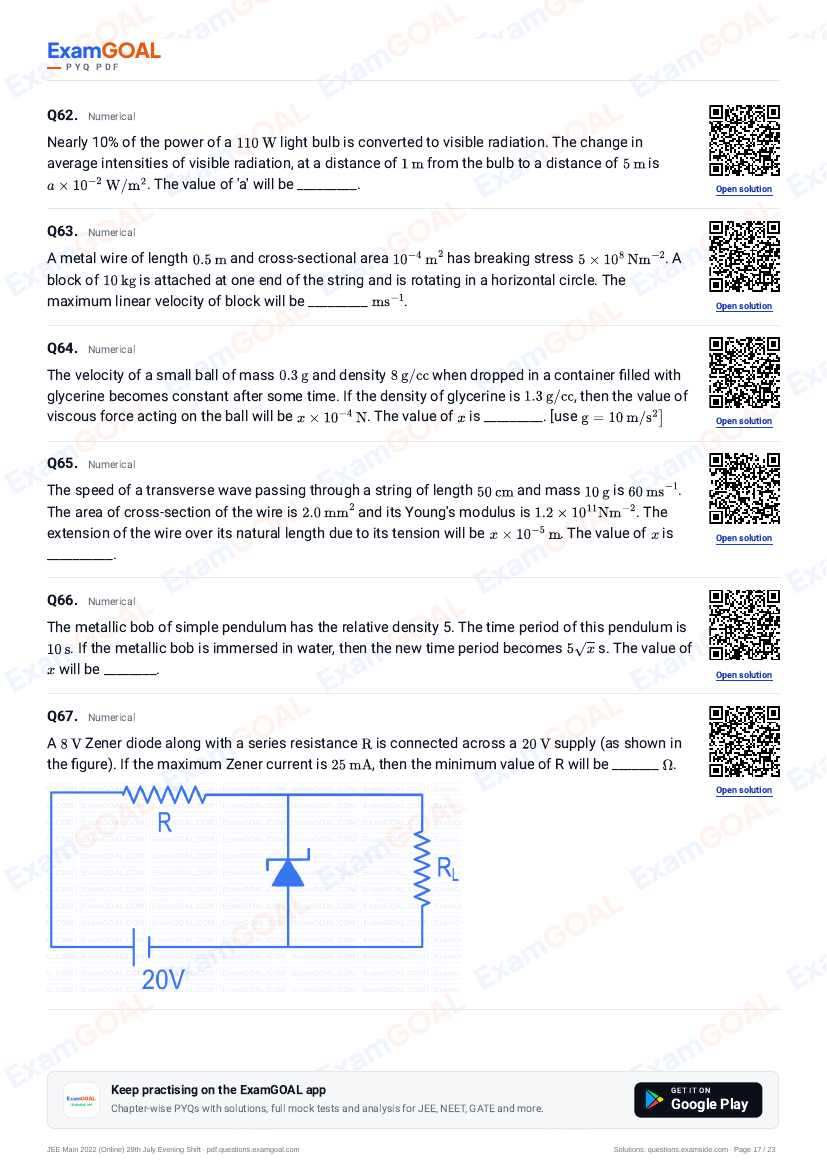 ExamGOAL
PYQ PDF
Q62. Numerical
Nearly 10% of the power of a 110 W light bulb is converted to visible radiation. The change in
average intensities of visible radiation, at a distance of 1 m from the bulb to a distance of 5 m is
a × 10⁻² W/m². The value of 'a' will be _________.
Open solution
Q63. Numerical
A metal wire of length 0.5 m and cross-sectional area 10⁻⁴ m² has breaking stress 5 × 10⁸ Nm⁻². A
block of 10 kg is attached at one end of the string and is rotating in a horizontal circle. The
maximum linear velocity of block will be _________ ms⁻¹.
Open solution
Q64. Numerical
The velocity of a small ball of mass 0.3 g and density 8 g/cc when dropped in a container filled with
glycerine becomes constant after some time. If the density of glycerine is 1.3 g/cc, then the value of
viscous force acting on the ball will be x × 10⁻⁴ N. The value of x is _________. [use g = 10 m/s²]
Open solution
Q65. Numerical
The speed of a transverse wave passing through a string of length 50 cm and mass 10 g is 60 ms⁻¹.
The area of cross-section of the wire is 2.0 mm² and its Young's modulus is 1.2 × 10¹¹Nm⁻². The
extension of the wire over its natural length due to its tension will be x × 10⁻⁵ m. The value of x is
__________.
Open solution
Q66. Numerical
The metallic bob of simple pendulum has the relative density 5. The time period of this pendulum is
10 s. If the metallic bob is immersed in water, then the new time period becomes 5√x s. The value of
x will be ________.
Open solution
Q67. Numerical
A 8 V Zener diode along with a series resistance R is connected across a 20 V supply (as shown in
the figure). If the maximum Zener current is 25 mA, then the minimum value of R will be _______ Ω.
Open solution
R
R_L
20V
Keep practising on the ExamGOAL app
Chapter-wise PYQs with solutions, full mock tests and analysis for JEE, NEET, GATE and more.
GET IT ON
Google Play
JEE Main 2022 (Online) 29th July Evening Shift · pdf.questions.examgoal.com
Solutions: questions.examside.com · Page 17 / 23